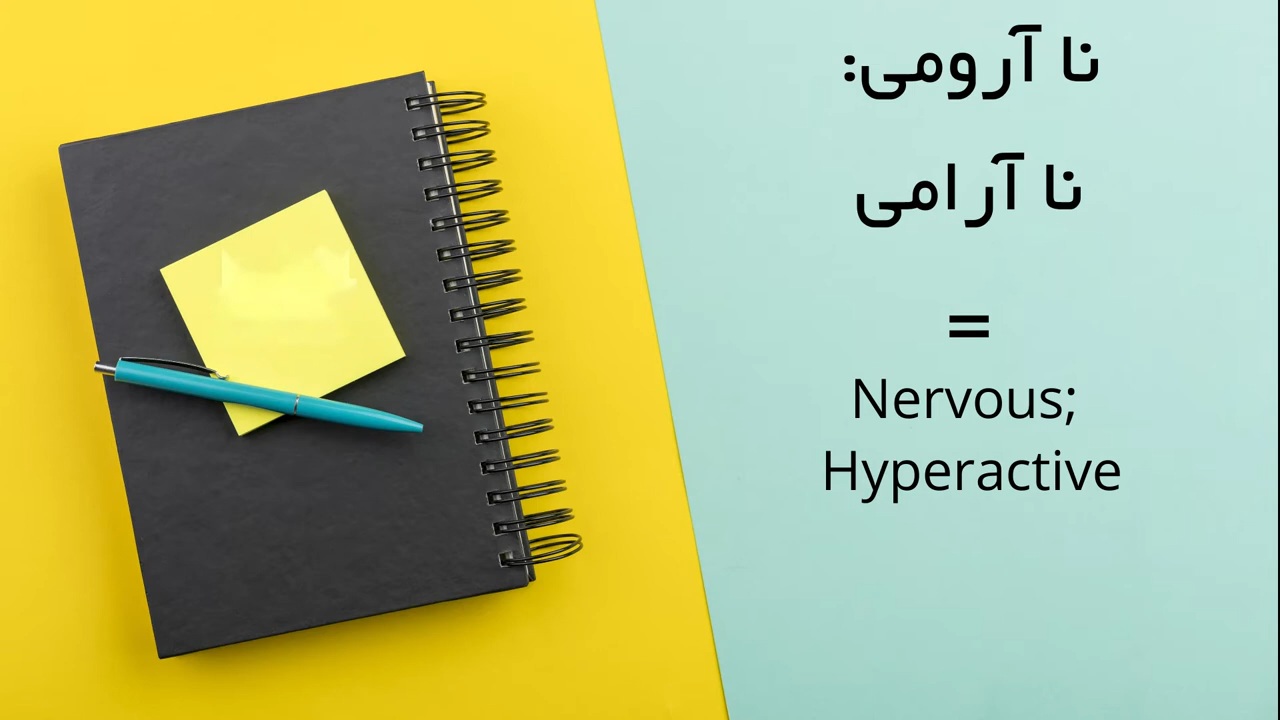 نا آرومی:
نا آرامی
=
Nervous;
Hyperactive